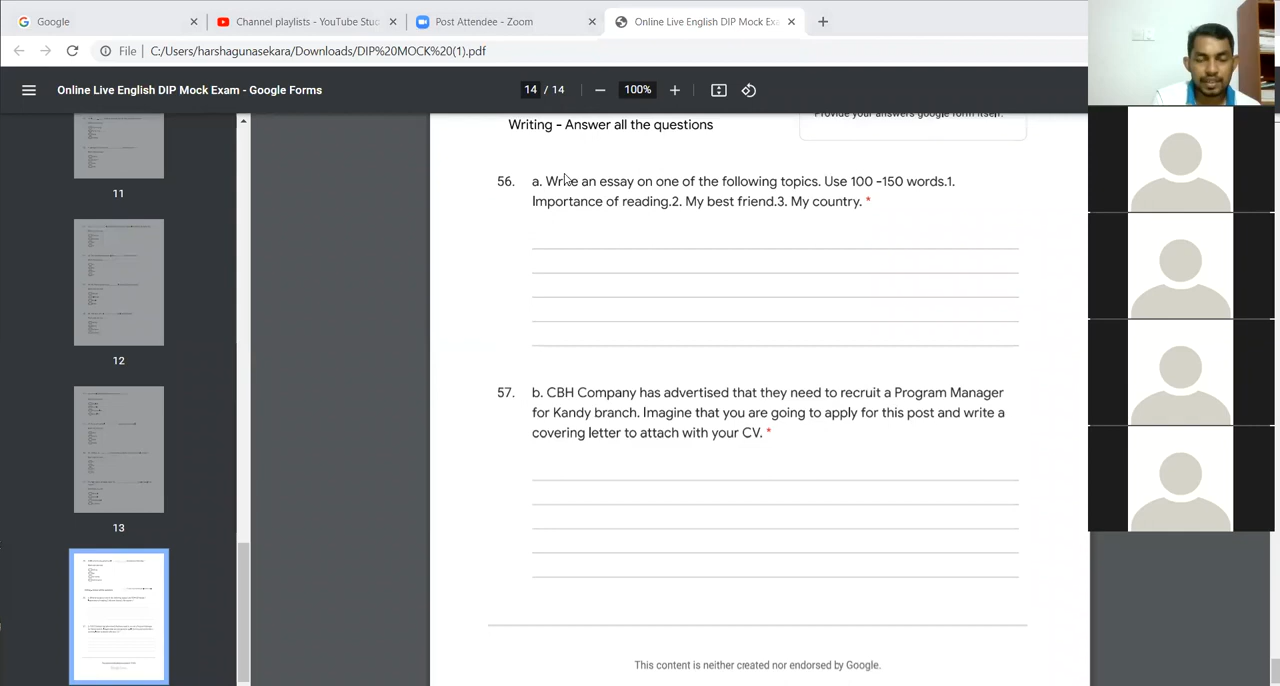 Google
Channel playlists - YouTube Stud
Post Attendee - Zoom
Online Live English DIP Mock Exa
File
C:/Users/harshagunasekara/Downloads/DIP%20MOCK%20(1).pdf
Online Live English DIP Mock Exam - Google Forms
14 / 14
100%
Provide your answers google form itself.
Writing - Answer all the questions
56. a. Write an essay on one of the following topics. Use 100 -150 words.1.
Importance of reading.2. My best friend.3. My country. *
57. b. CBH Company has advertised that they need to recruit a Program Manager
for Kandy branch. Imagine that you are going to apply for this post and write a
covering letter to attach with your CV. *
This content is neither created nor endorsed by Google.
11
12
13